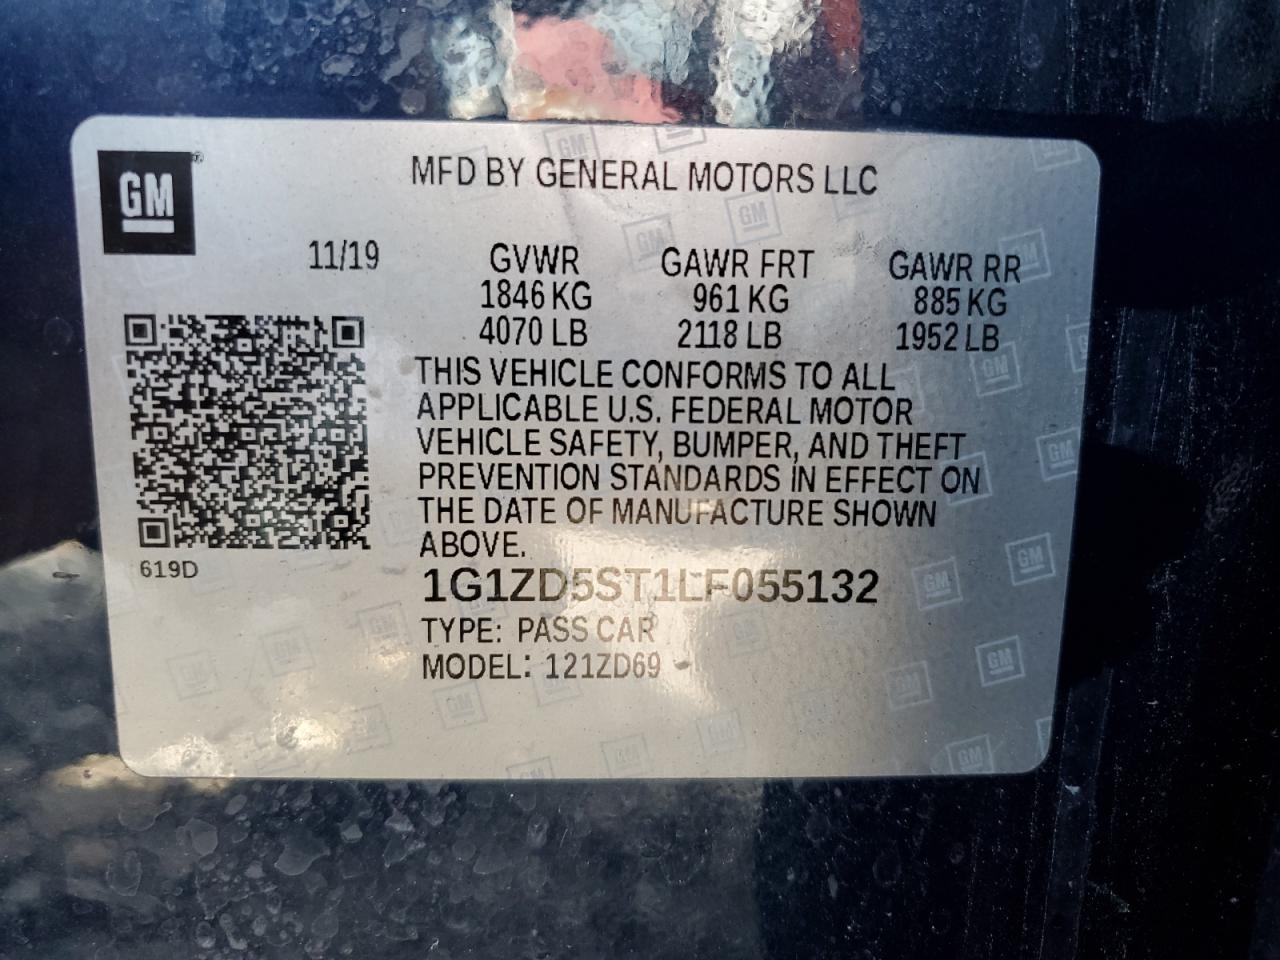 GM
MFD BY GENERAL MOTORS LLC
11/19
GVWR GAWR FRT GAWR RR
1846 KG 961 KG 885 KG
4070 LB 2118 LB 1952 LB
THIS VEHICLE CONFORMS TO ALL
APPLICABLE U.S. FEDERAL MOTOR
VEHICLE SAFETY, BUMPER, AND THEFT
PREVENTION STANDARDS IN EFFECT ON
THE DATE OF MANUFACTURE SHOWN
ABOVE.
619D
1G1ZD5ST1LF055132
TYPE: PASS CAR
MODEL: 121ZD69